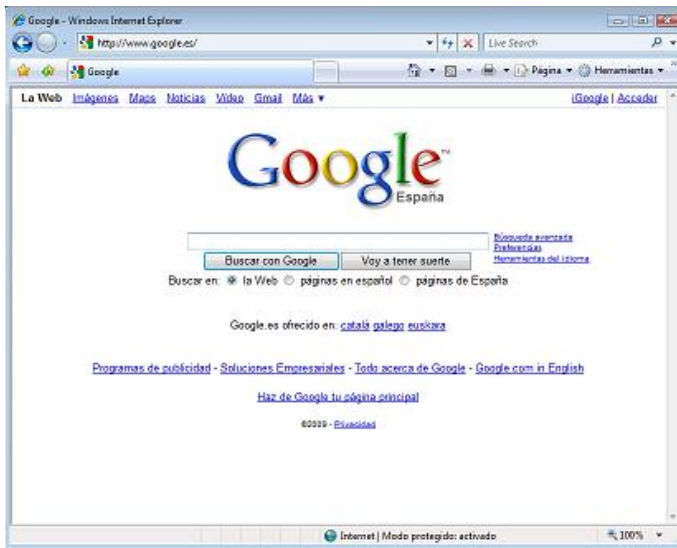 Google - Windows Internet Explorer
http://www.google.es/
Live Search
Google
Página
Herramientas
La Web Imágenes Maps Noticias Vídeo Gmail Más
iGoogle | Acceder
Google™
España
Búsqueda avanzada
Preferencias
Herramientas del idioma
Buscar con Google
Voy a tener suerte
Buscar en: la Web páginas en español páginas de España
Google.es ofrecido en: català galego euskara
Programas de publicidad - Soluciones Empresariales - Todo acerca de Google - Google.com in English
Haz de Google tu página principal
©2009 - Privacidad
Internet | Modo protegido: activado
100%